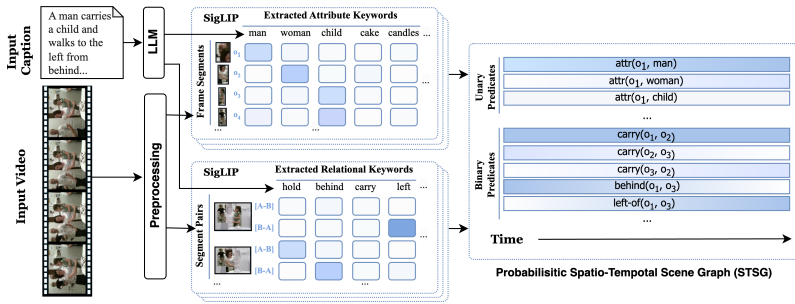 Input Caption
A man carries
a child and
walks to the
left from
behind...
LLM
Input Video
Preprocessing
SigLIP
Extracted Attribute Keywords
man woman child cake candles ...
Frame Segments
o1
o2
...
o3
o4
... ...
SigLIP
Extracted Relational Keywords
hold behind carry left ...
Segment Pairs
[A-B]
[B-A]
...
[A-B]
[B-A]
... ...
Unary Predicates
attr(o1, man)
attr(o1, woman)
attr(o1, child)
...
Binary Predicates
carry(o1, o2)
carry(o2, o3)
carry(o3, o2)
behind(o1, o3)
left-of(o1, o3)
...
Time
Probabilisitic Spatio-Tempotal Scene Graph (STSG)